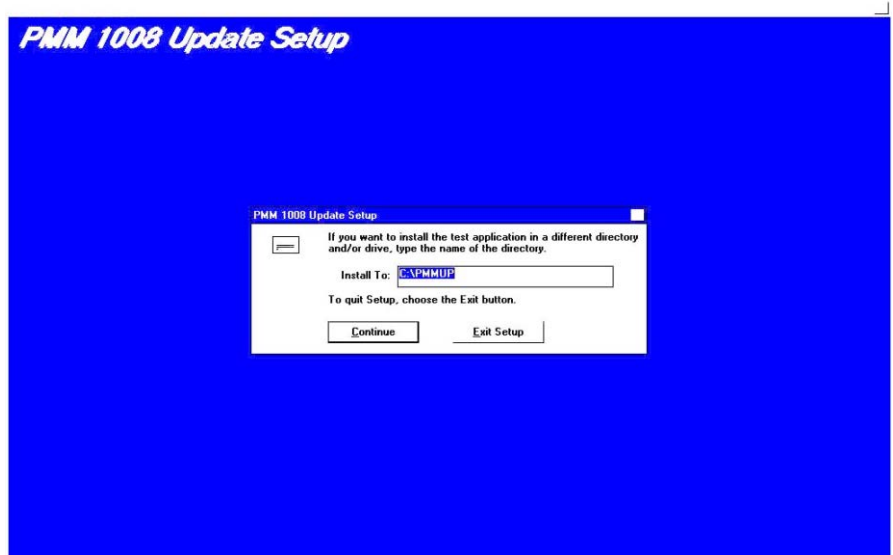 PMM 1008 Update Setup
PMM 1008 Update Setup
If you want to install the test application in a different directory
and/or drive, type the name of the directory.
Install To: C:\PMMUP
To quit Setup, choose the Exit button.
Continue Exit Setup